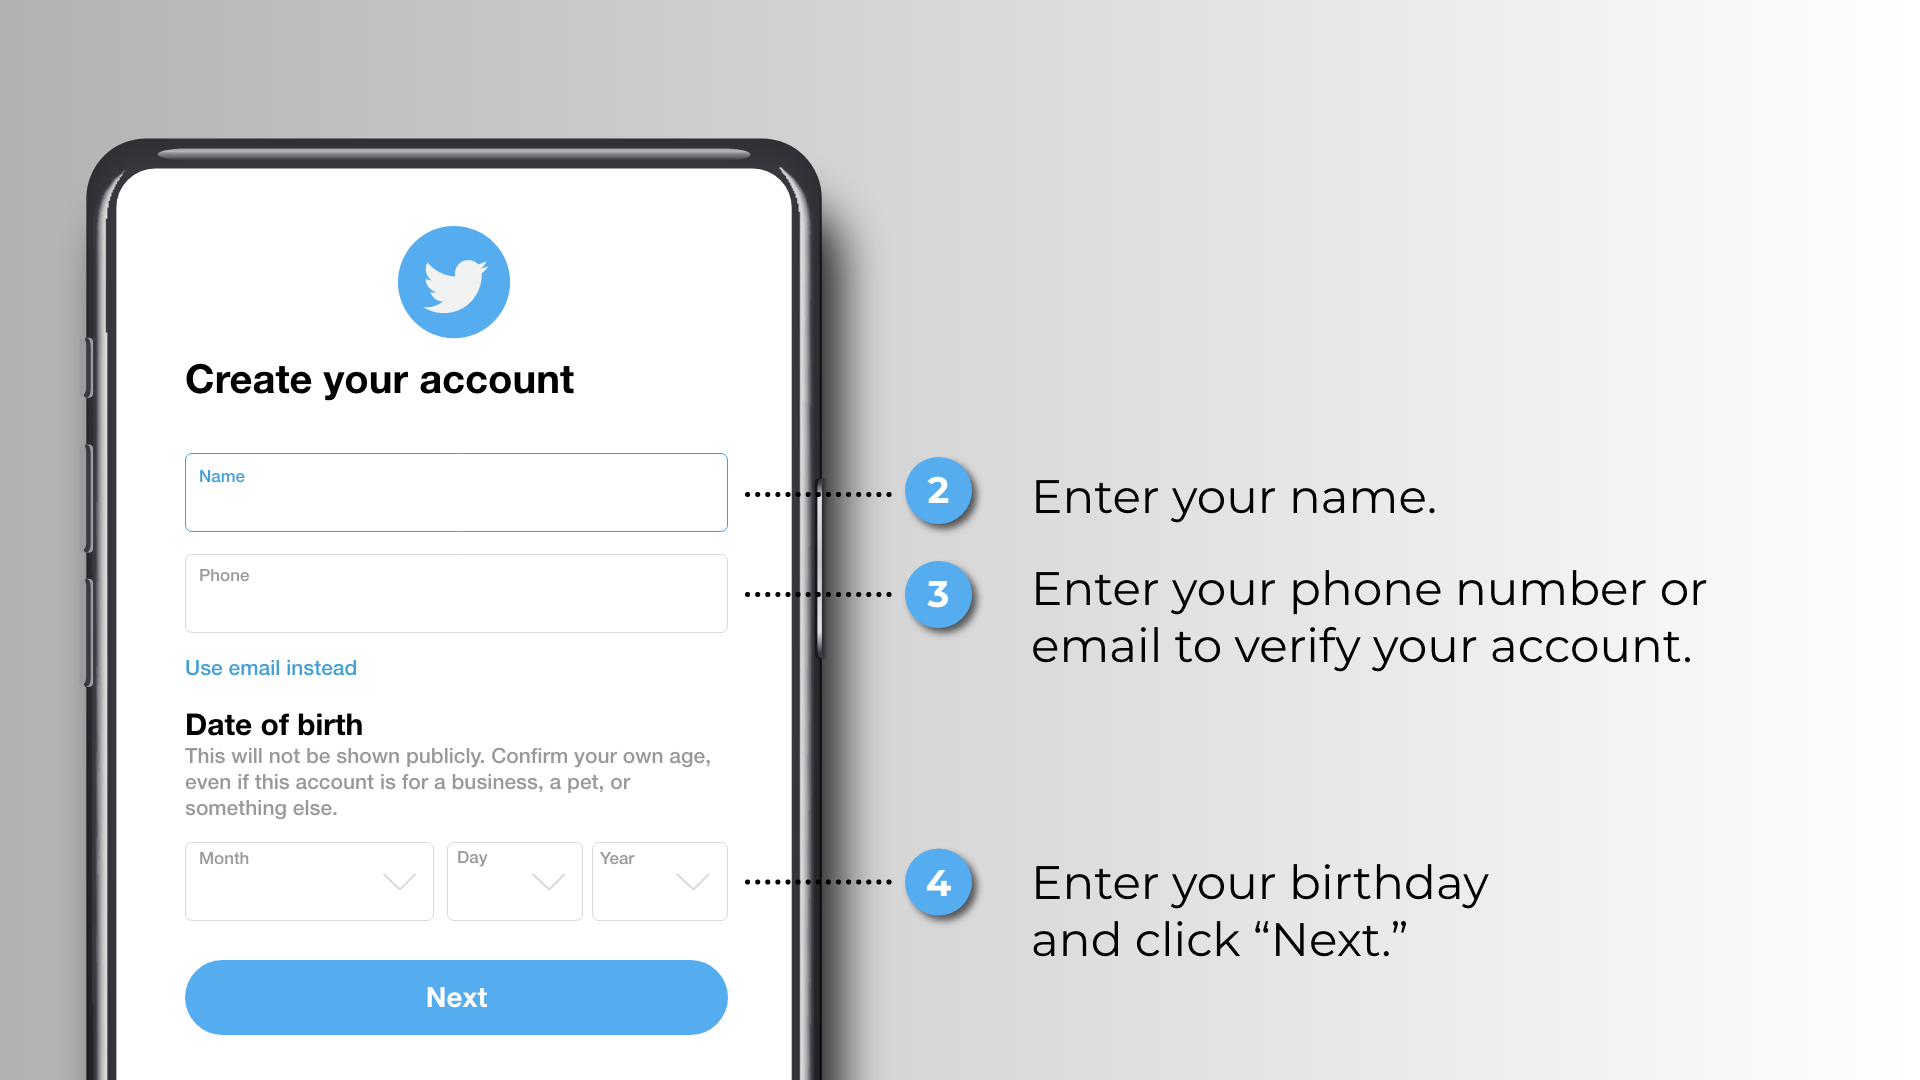 Create your account
Name
2
Enter your name.
Phone
3
Enter your phone number or
email to verify your account.
Use email instead
Date of birth
This will not be shown publicly. Confirm your own age,
even if this account is for a business, a pet, or
something else.
Month
Day
Year
4
Enter your birthday
and click “Next.”
Next